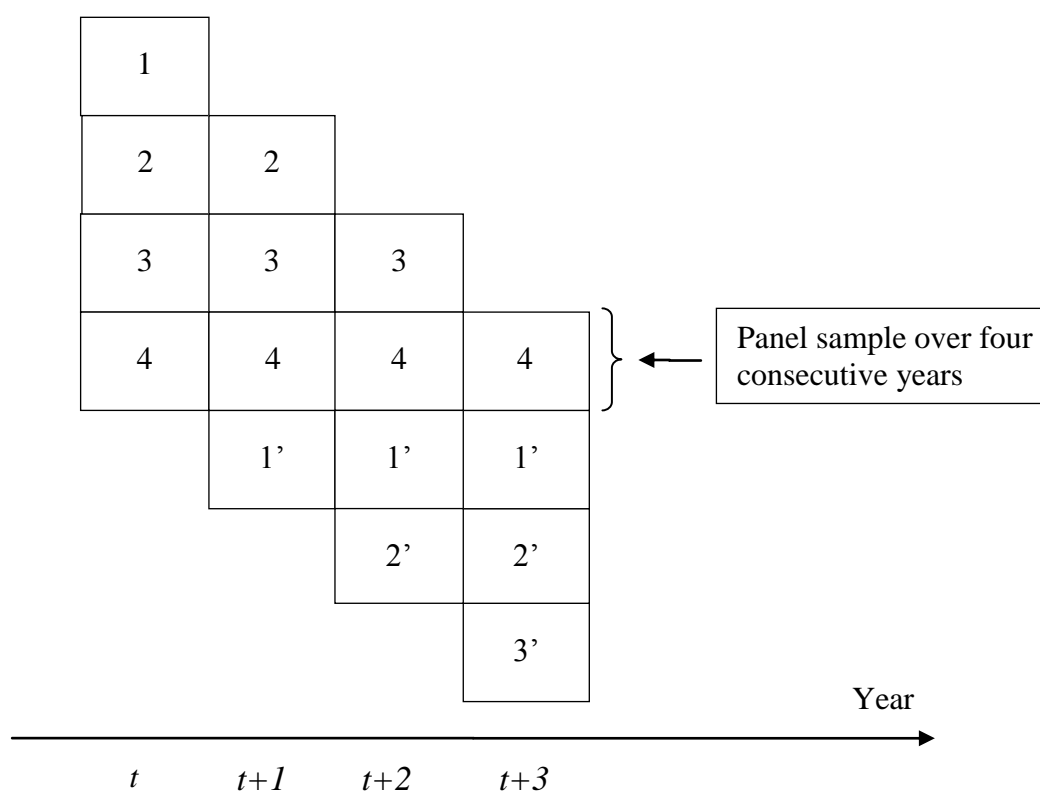 1
2 2
3 3 3
4 4 4 4
Panel sample over four
consecutive years
1’ 1’ 1’
2’ 2’
3’
Year
t t+1 t+2 t+3